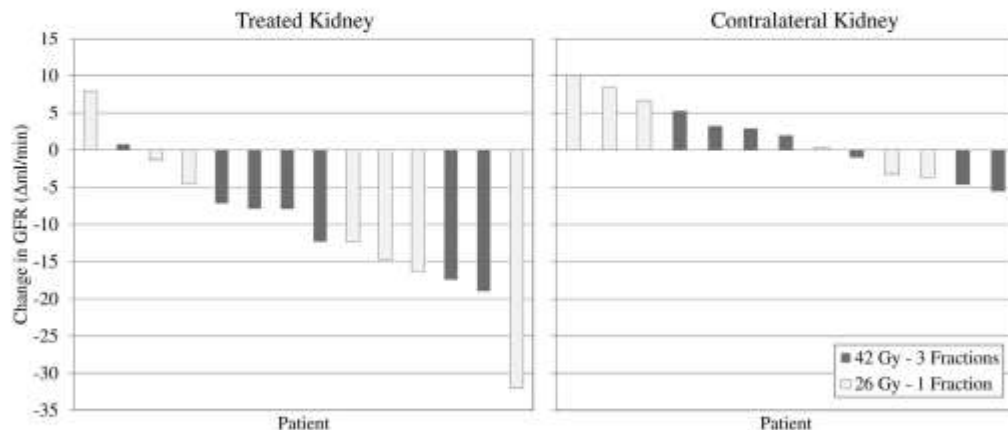 Treated Kidney
Contralateral Kidney
Change in GFR (Δml/min)
15
10
5
0
-5
-10
-15
-20
-25
-30
-35
42 Gy - 3 Fractions
26 Gy - 1 Fraction
Patient
Patient